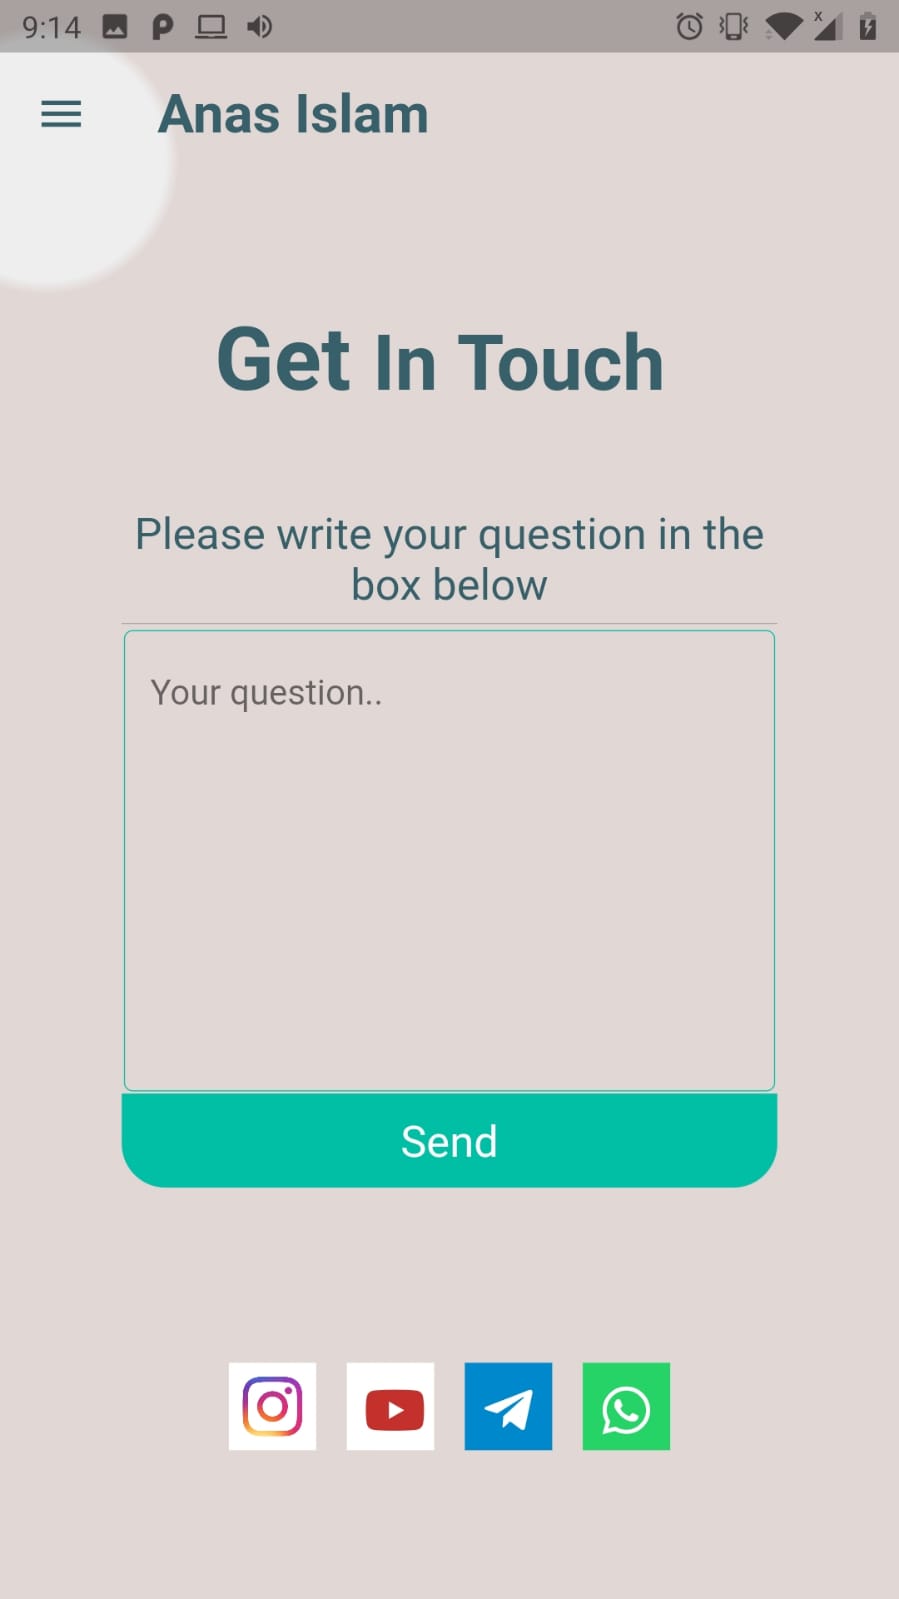 9:14
Anas Islam
Get In Touch
Please write your question in the
box below
Your question..
Send